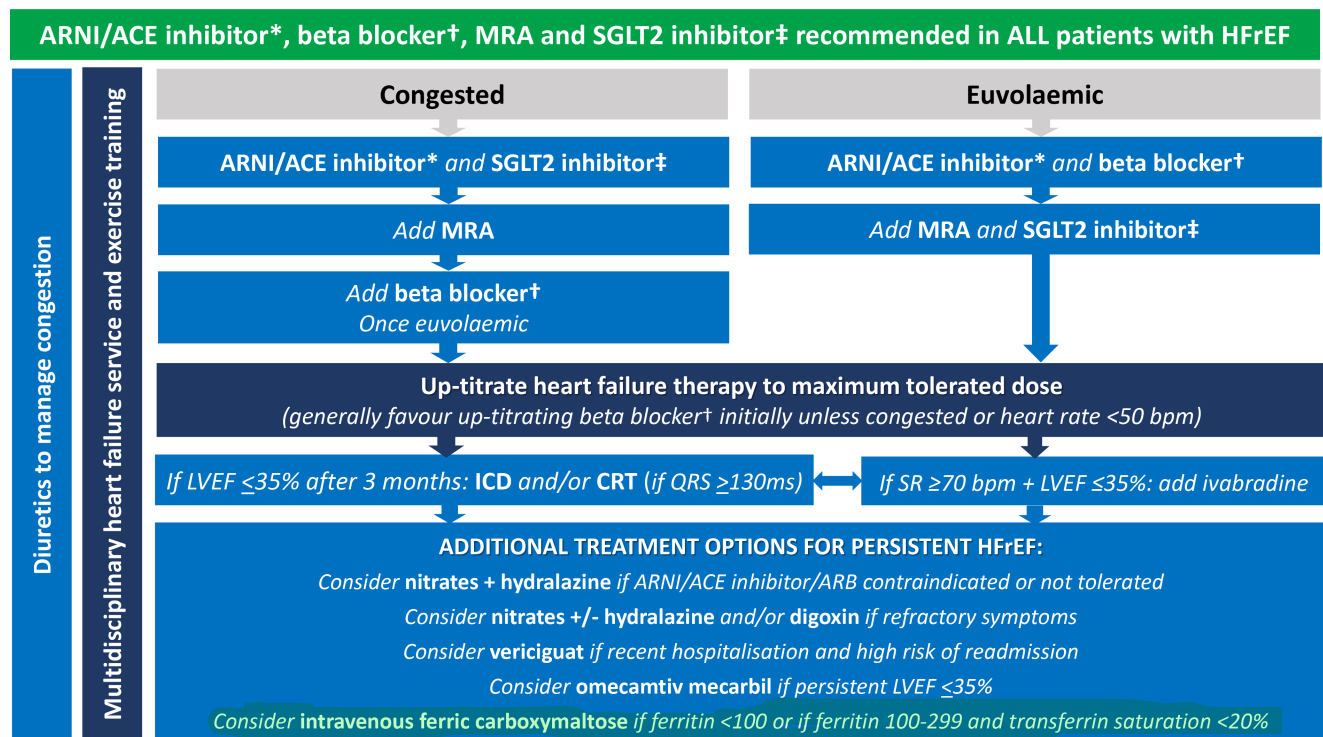 ARNI/ACE inhibitor*, beta blocker†, MRA and SGLT2 inhibitor‡ recommended in ALL patients with HFrEF
Diuretics to manage congestion
Multidisciplinary heart failure service and exercise training
Congested
ARNI/ACE inhibitor* and SGLT2 inhibitor‡
Add MRA
Add beta blocker†
Once euvolaemic
Euvolaemic
ARNI/ACE inhibitor* and beta blocker†
Add MRA and SGLT2 inhibitor‡
Up-titrate heart failure therapy to maximum tolerated dose
(generally favour up-titrating beta blocker† initially unless congested or heart rate <50 bpm)
If LVEF ≤35% after 3 months: ICD and/or CRT (if QRS ≥130ms)
If SR ≥70 bpm + LVEF ≤35%: add ivabradine
ADDITIONAL TREATMENT OPTIONS FOR PERSISTENT HFrEF:
Consider nitrates + hydralazine if ARNI/ACE inhibitor/ARB contraindicated or not tolerated
Consider nitrates +/- hydralazine and/or digoxin if refractory symptoms
Consider vericiguat if recent hospitalisation and high risk of readmission
Consider omecamtiv mecarbil if persistent LVEF ≤35%
Consider intravenous ferric carboxymaltose if ferritin <100 or if ferritin 100-299 and transferrin saturation <20%